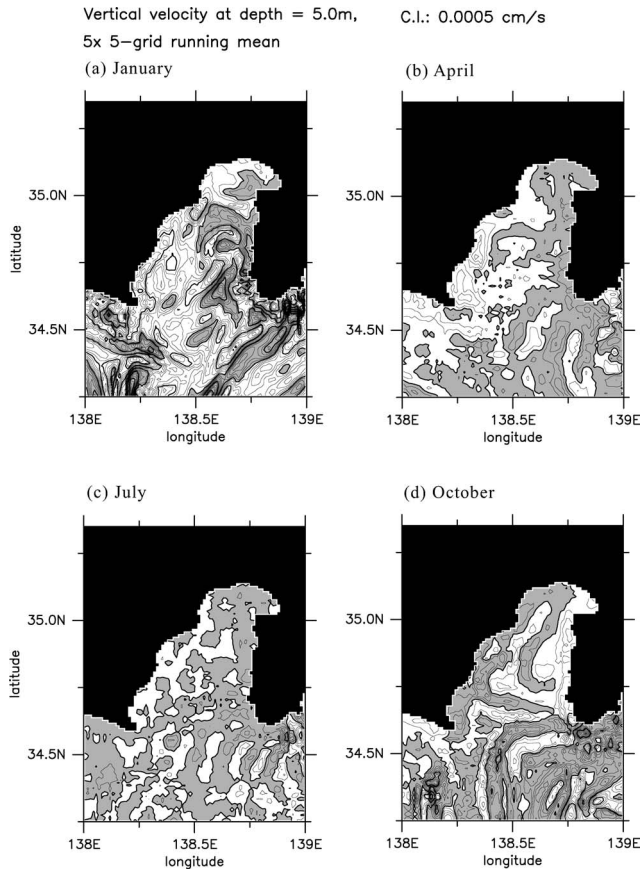 Vertical velocity at depth = 5.0m, C.I.: 0.0005 cm/s
5x 5-grid running mean
(a) January (b) April
35.0N 35.0N
latitude
34.5N 34.5N
138E 138.5E 139E 138E 138.5E 139E
longitude longitude
(c) July (d) October
35.0N 35.0N
latitude
34.5N 34.5N
138E 138.5E 139E 138E 138.5E 139E
longitude longitude